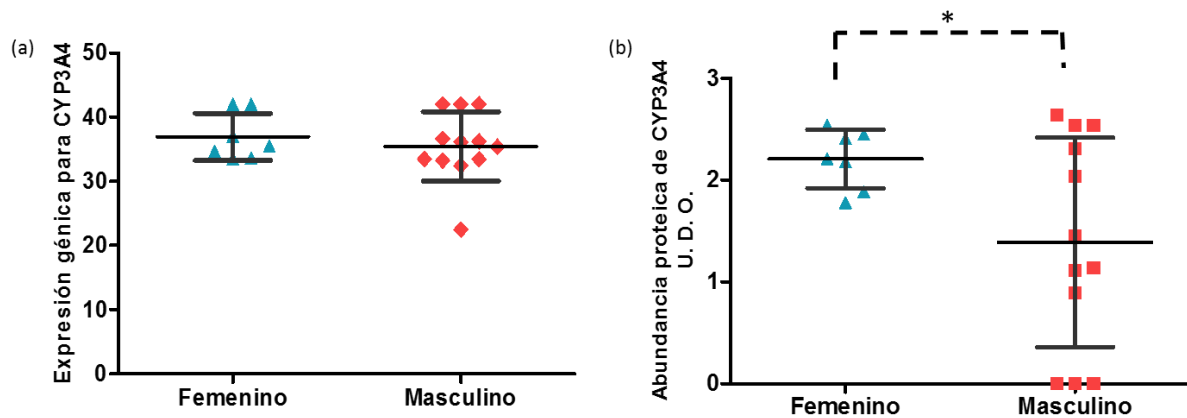 (a)
Expresión génica para CYP3A4
50
40
30
20
10
0
Femenino
Masculino
(b)
*
Abundancia proteica de CYP3A4
U. D. O.
3
2
1
0
Femenino
Masculino